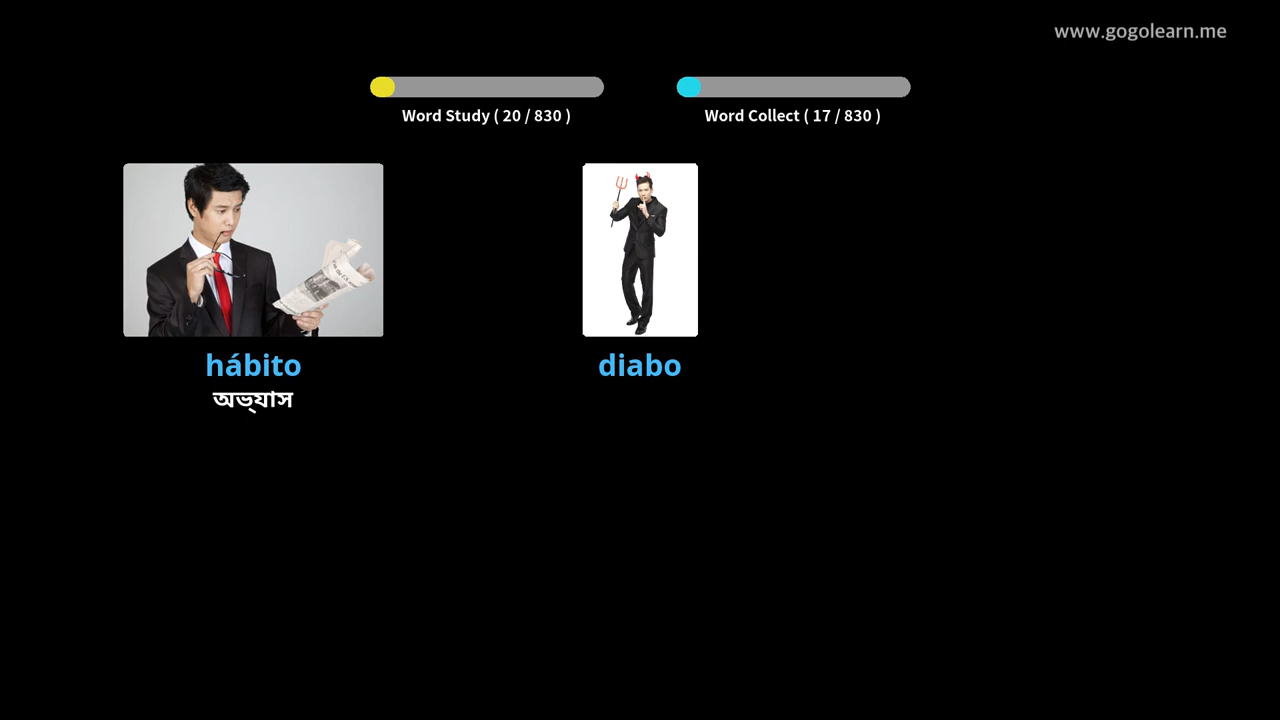 www.gogolearn.me
Word Study ( 20 / 830 )
Word Collect ( 17 / 830 )
hábito
diabo
অভ্যাস